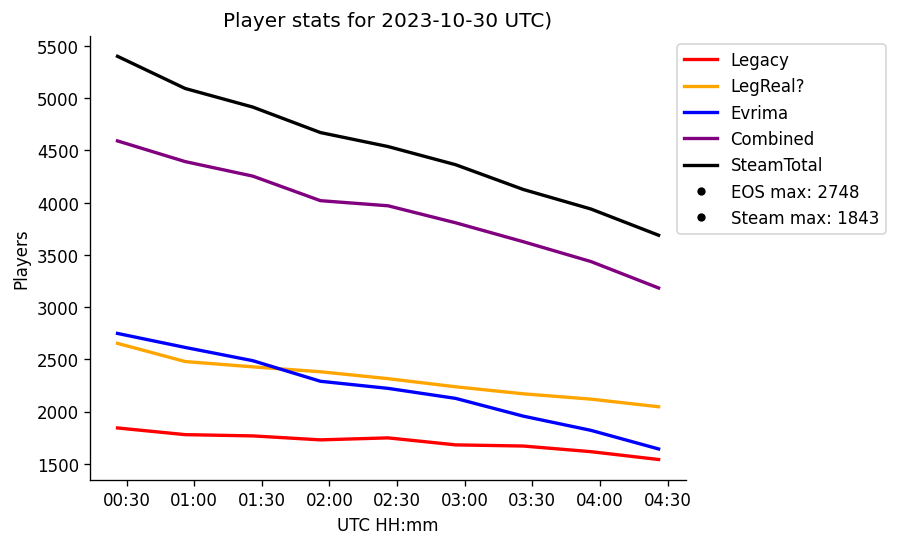 Player stats for 2023-10-30 UTC)
Players
5500
5000
4500
4000
3500
3000
2500
2000
1500
00:30 01:00 01:30 02:00 02:30 03:00 03:30 04:00 04:30
UTC HH:mm
Legacy
LegReal?
Evrima
Combined
SteamTotal
EOS max: 2748
Steam max: 1843